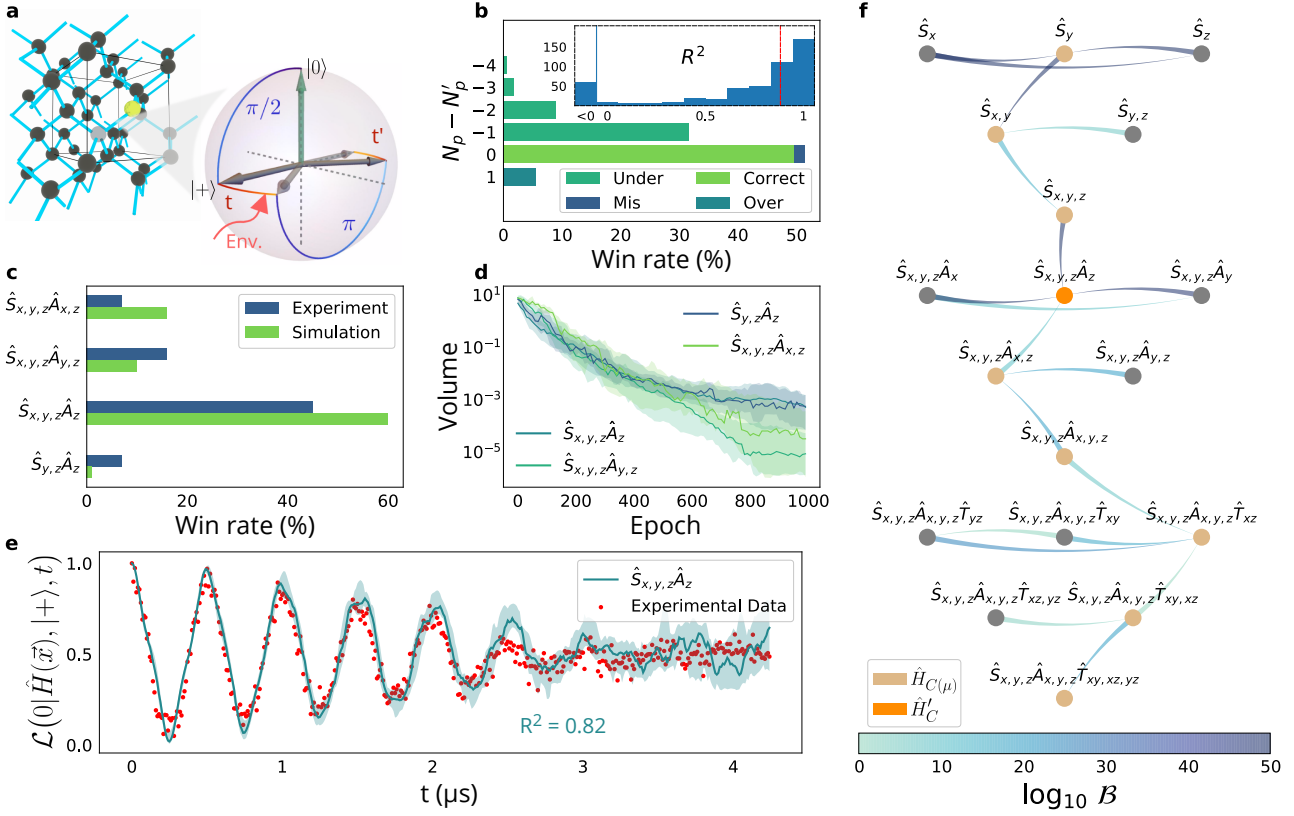 a
|0⟩
π/2
t'
|+⟩
t
π
Env.
b
N_p − N'_p
−4
−3
−2
−1
0
1
R²
150
100
50
<0
0
0.5
1
Under
Correct
Mis
Over
0
10
20
30
40
50
Win rate (%)
c
Ŝ_{x,y,z}Â_{x,z}
Ŝ_{x,y,z}Â_{y,z}
Ŝ_{x,y,z}Â_z
Ŝ_{y,z}Â_z
Experiment
Simulation
0
20
40
60
Win rate (%)
d
Volume
10¹
10⁻¹
10⁻³
10⁻⁵
Ŝ_{y,z}Â_z
Ŝ_{x,y,z}Â_{x,z}
Ŝ_{x,y,z}Â_z
Ŝ_{x,y,z}Â_{y,z}
0
200
400
600
800
1000
Epoch
e
ℒ(0|Ĥ(x⃗), |+⟩, t)
1.0
0.5
0.0
Ŝ_{x,y,z}Â_z
Experimental Data
R² = 0.82
0
1
2
3
4
t (μs)
f
Ŝ_x
Ŝ_y
Ŝ_z
Ŝ_{x,y}
Ŝ_{y,z}
Ŝ_{x,y,z}
Ŝ_{x,y,z}Â_x
Ŝ_{x,y,z}Â_z
Ŝ_{x,y,z}Â_y
Ŝ_{x,y,z}Â_{x,z}
Ŝ_{x,y,z}Â_{y,z}
Ŝ_{x,y,z}Â_{x,y,z}
Ŝ_{x,y,z}Â_{x,y,z}T̂_{yz}
Ŝ_{x,y,z}Â_{x,y,z}T̂_{xy}
Ŝ_{x,y,z}Â_{x,y,z}T̂_{xz}
Ŝ_{x,y,z}Â_{x,y,z}T̂_{xz,yz}
Ŝ_{x,y,z}Â_{x,y,z}T̂_{xy,xz}
Ŝ_{x,y,z}Â_{x,y,z}T̂_{xy,xz,yz}
Ĥ_{C(μ)}
Ĥ'_C
0
10
20
30
40
50
log₁₀ ℬ